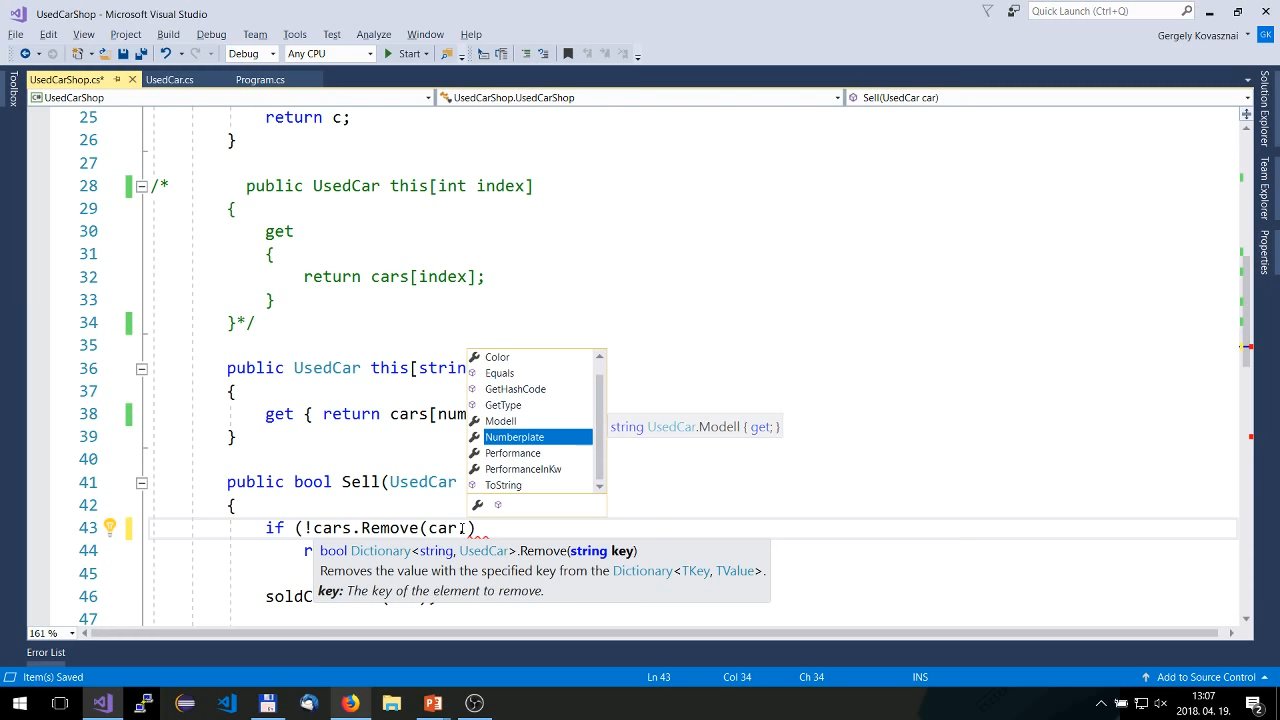 UsedCarShop - Microsoft Visual Studio
Quick Launch (Ctrl+Q)
File Edit View Project Build Debug Team Tools Test Analyze Window Help
Gergely Kovasznai GK
Debug Any CPU Start
UsedCarShop.cs* UsedCar.cs Program.cs
UsedCarShop UsedCarShop.UsedCarShop Sell(UsedCar car)
Toolbox
Solution Explorer
Team Explorer
Properties
25 return c;
26 }
27
28 /* public UsedCar this[int index]
29 {
30 get
31 {
32 return cars[index];
33 }
34 }*/
35
36 public UsedCar this[strin
37 {
38 get { return cars[num
39 }
40
41 public bool Sell(UsedCar
42 {
43 if (!cars.Remove(car.)
44 r
45
46 soldC
47
Color
Equals
GetHashCode
GetType
Modell
Numberplate
Performance
PerformanceInKw
ToString
string UsedCar.Modell { get; }
bool Dictionary<string, UsedCar>.Remove(string key)
Removes the value with the specified key from the Dictionary<TKey, TValue>.
key: The key of the element to remove.
161 %
Error List
Item(s) Saved Ln 43 Col 34 Ch 34 INS Add to Source Control
13:07
2018. 04. 19.
2